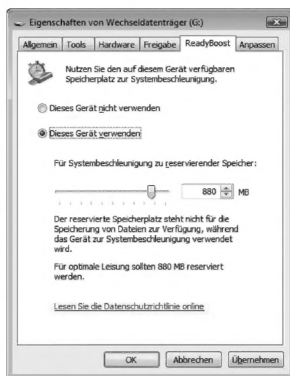 Eigenschaften von Wechseldatenträger (G:)
Allgemein Tools Hardware Freigabe ReadyBoost Anpassen
Nutzen Sie den auf diesem Gerät verfügbaren
Speicherplatz zur Systembeschleunigung.
Dieses Gerät nicht verwenden
Dieses Gerät verwenden
Für Systembeschleunigung zu reservierender Speicher:
880 MB
Der reservierte Speicherplatz steht nicht für die
Speicherung von Dateien zur Verfügung, während
das Gerät zur Systembeschleunigung verwendet
wird.
Für optimale Leisung sollten 880 MB reserviert
werden.
Lesen Sie die Datenschutzrichtlinie online
OK Abbrechen Übernehmen